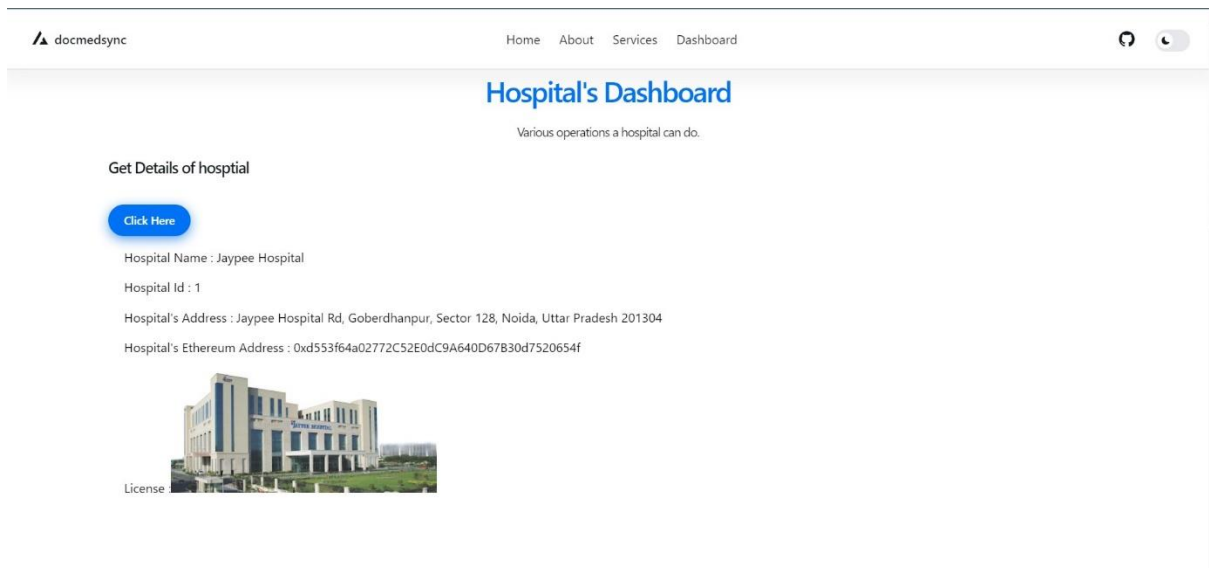 docmedsync
Home About Services Dashboard
Hospital's Dashboard
Various operations a hospital can do.
Get Details of hosptial
Click Here
Hospital Name : Jaypee Hospital
Hospital Id : 1
Hospital's Address : Jaypee Hospital Rd, Goberdhanpur, Sector 128, Noida, Uttar Pradesh 201304
Hospital's Ethereum Address : 0xd553f64a02772C52E0dC9A640D67B30d7520654f
JAYPEE HOSPITAL
License :